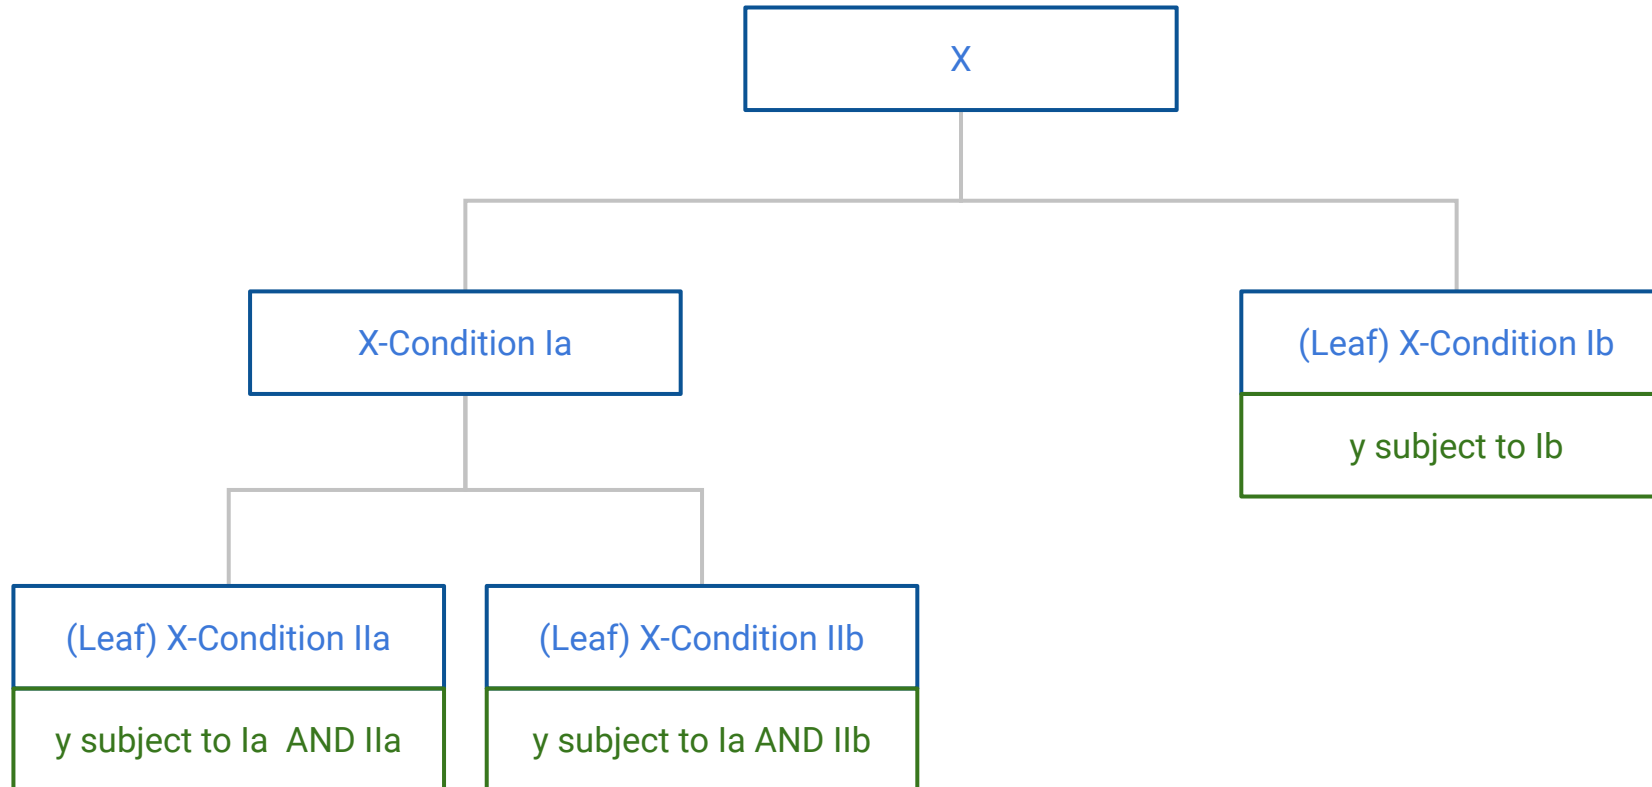 X
X-Condition Ia
(Leaf) X-Condition Ib
y subject to Ib
(Leaf) X-Condition IIa
(Leaf) X-Condition IIb
y subject to Ia  AND IIa
y subject to Ia AND IIb